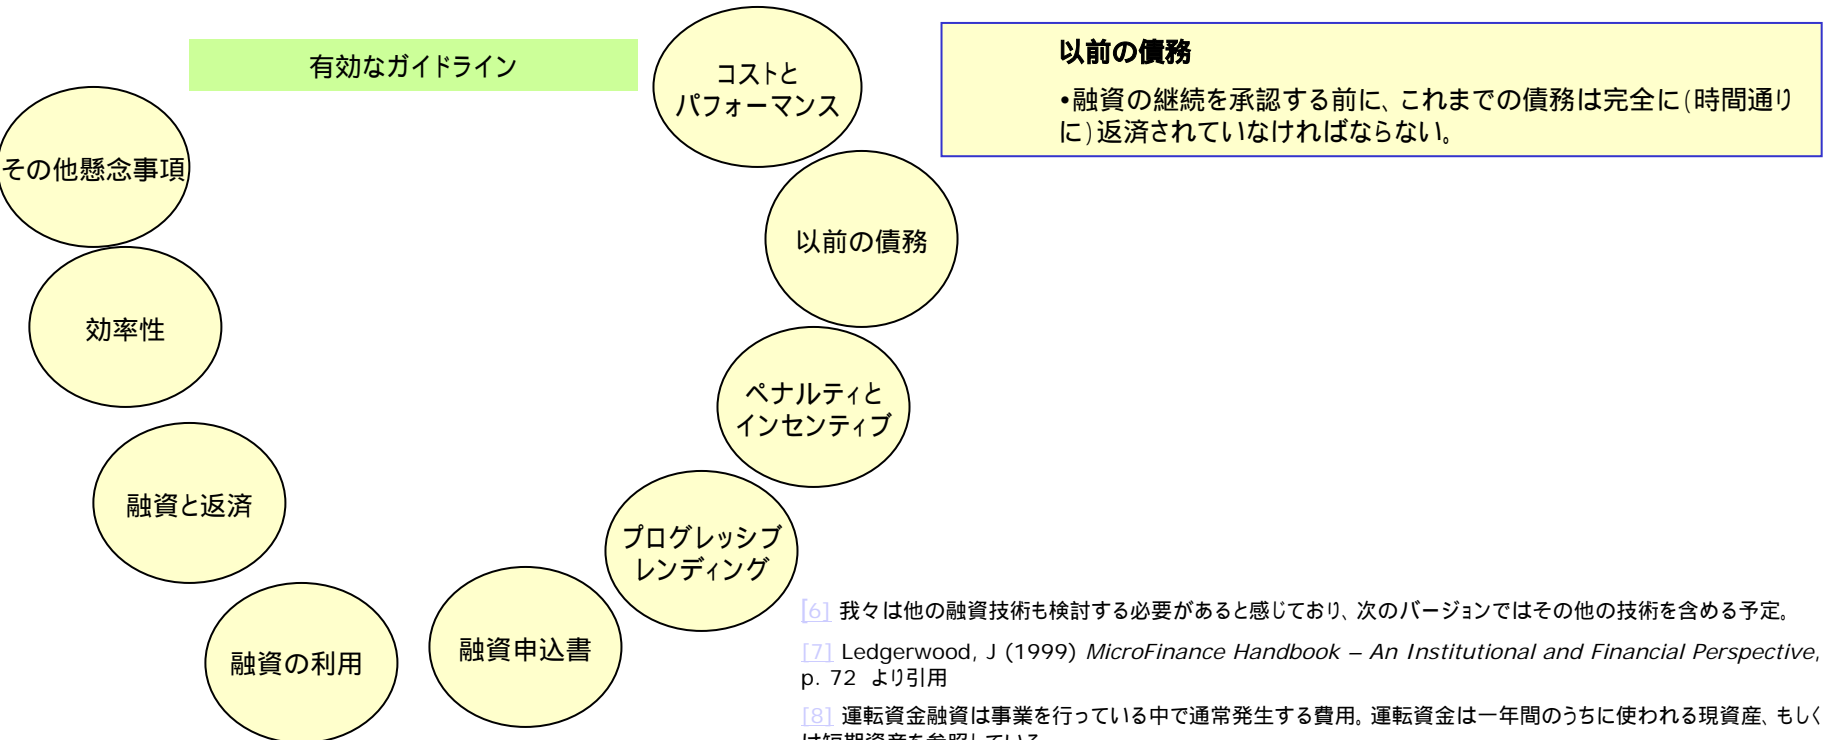 有効なガイドライン
コストと
パフォーマンス
以前の債務
•融資の継続を承認する前に、これまでの債務は完全に(時間通り
に)返済されていなければならない。
その他懸念事項
以前の債務
効率性
ペナルティと
インセンティブ
融資と返済
プログレッシブ
レンディング
融資申込書
融資の利用
[6] 我々は他の融資技術も検討する必要があると感じており、次のバージョンではその他の技術を含める予定。
[7] Ledgerwood, J (1999) MicroFinance Handbook – An Institutional and Financial Perspective,
p. 72 より引用
[8] 運転資金融資は事業を行っている中で通常発生する費用。運転資金は一年間のうちに使われる現資産、もしく
は短期資産を参照している